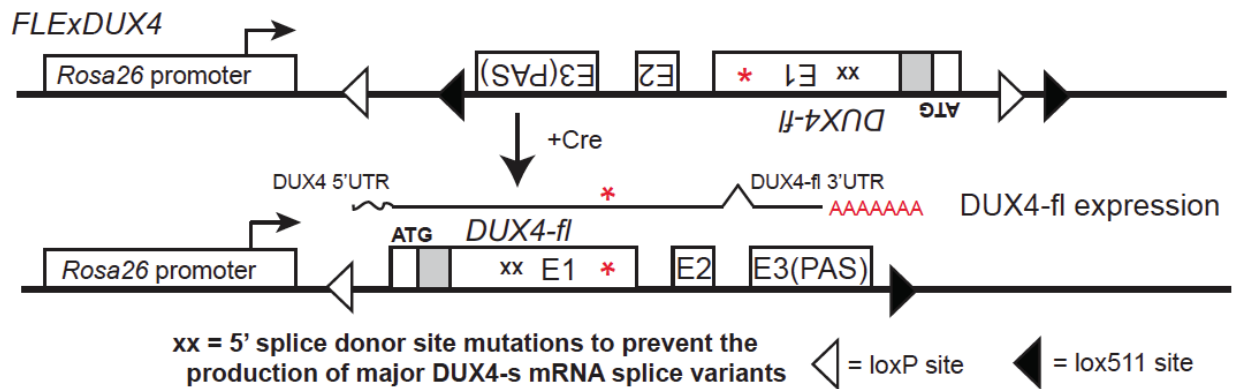 FLExDUX4
Rosa26 promoter
E3(PAS) E2 * E1 xx
DUX4-fl ATG
+Cre
DUX4 5'UTR * DUX4-fl 3'UTR
AAAAAAA DUX4-fl expression
ATG DUX4-fl
Rosa26 promoter xx E1 * E2 E3(PAS)
xx = 5' splice donor site mutations to prevent the
production of major DUX4-s mRNA splice variants
= loxP site = lox511 site